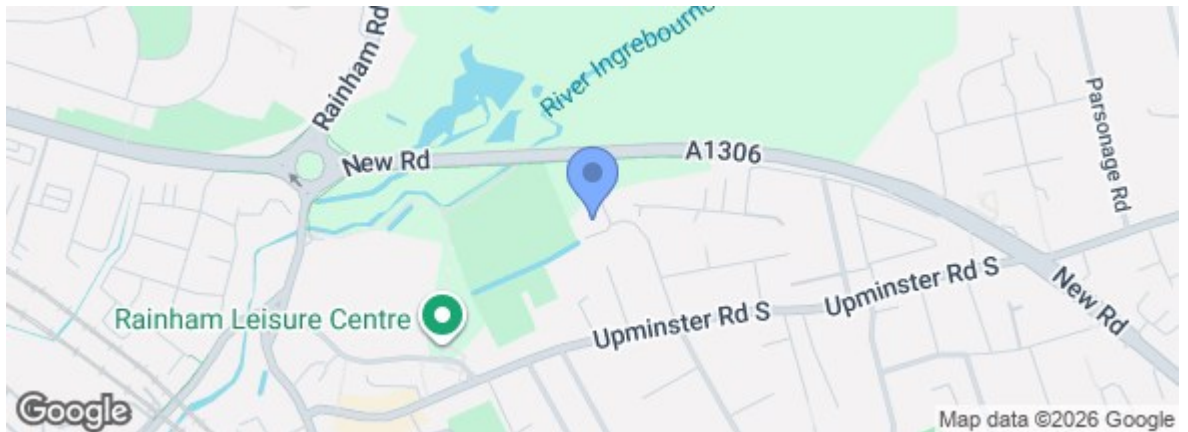 Rainham Rd
River Ingrebourne
New Rd
A1306
Parsonage Rd
Rainham Leisure Centre
Upminster Rd S
Upminster Rd S
New Rd
Google
Map data ©2026 Google